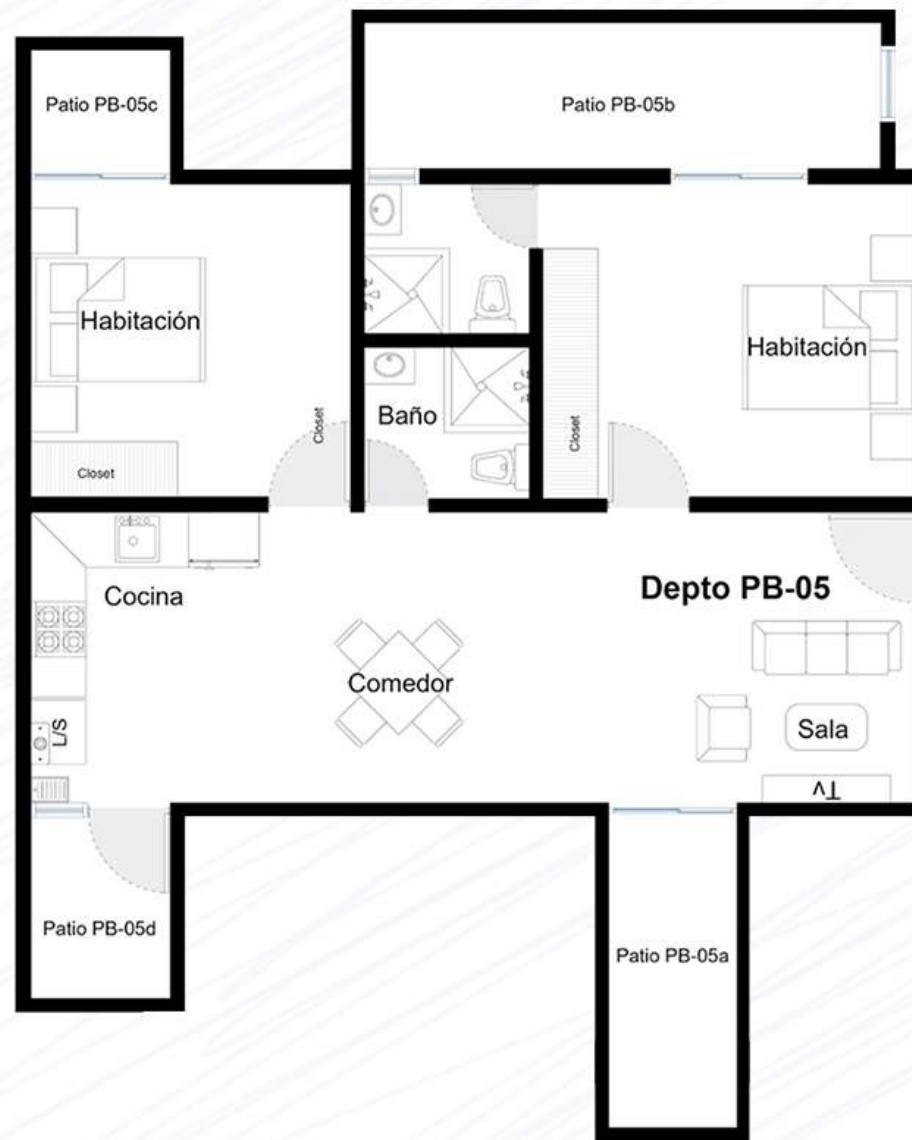 Patio PB-05c
Patio PB-05b
Habitación
Habitación
Closet
Baño
Closet
Closet
Cocina
Depto PB-05
Comedor
L/S
Sala
Tv
Patio PB-05d
Patio PB-05a